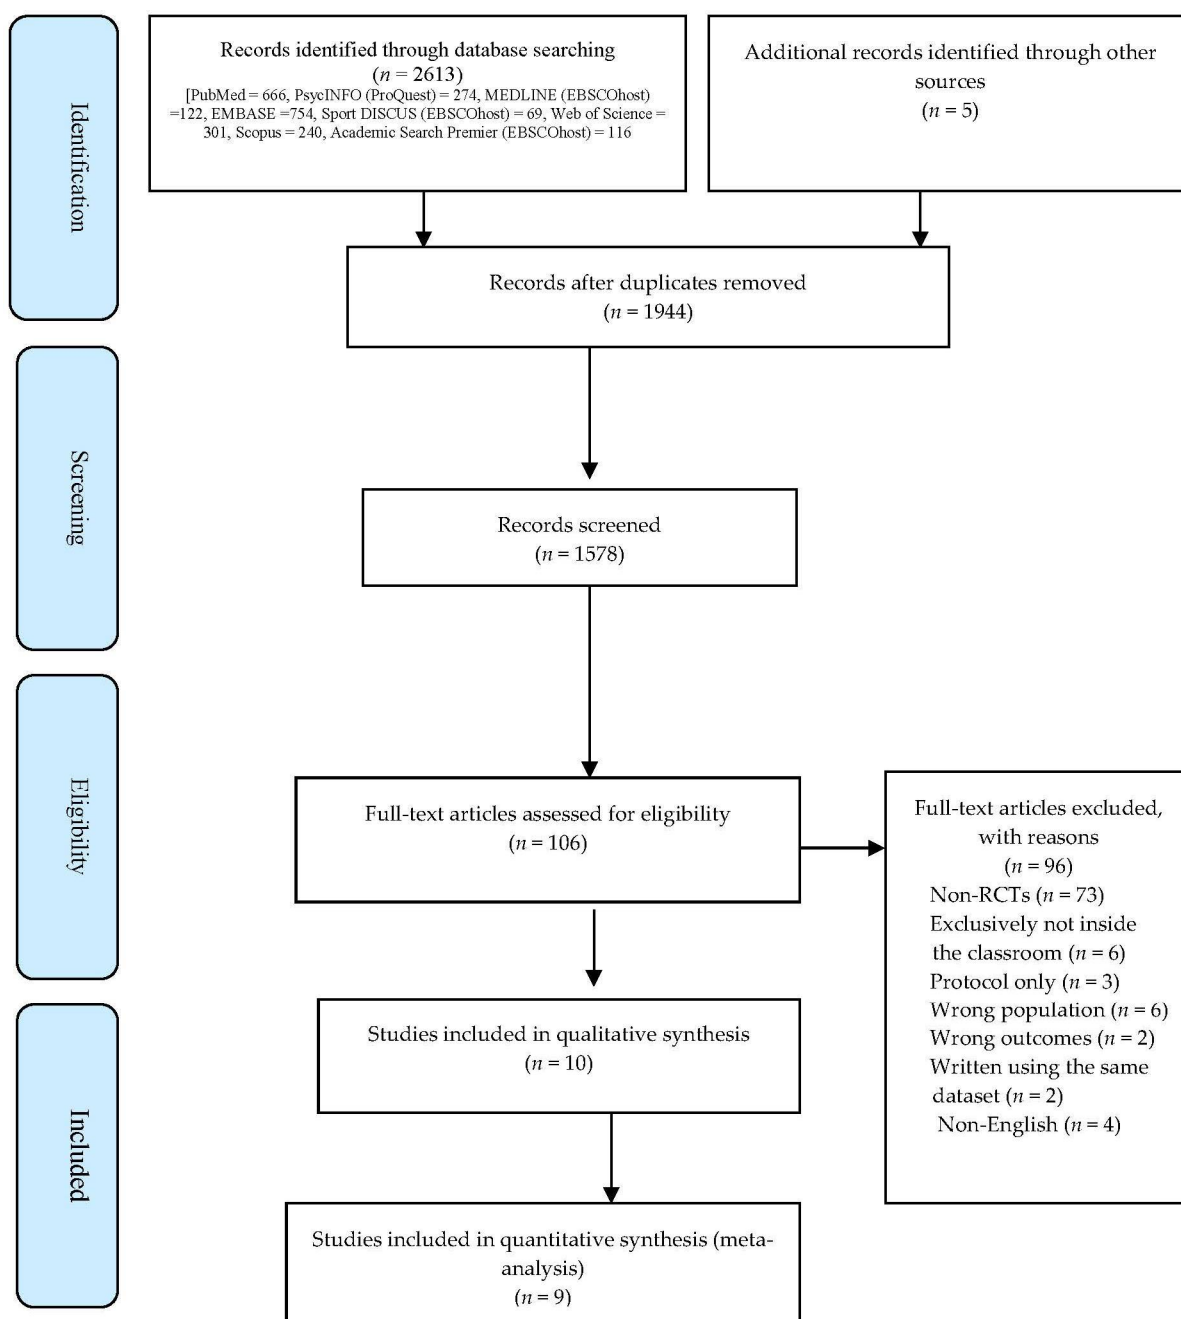 Identification
Records identified through database searching
(n = 2613)
[PubMed = 666, PsycINFO (ProQuest) = 274, MEDLINE (EBSCOhost)
=122, EMBASE =754, Sport DISCUS (EBSCOhost) = 69, Web of Science =
301, Scopus = 240, Academic Search Premier (EBSCOhost) = 116
Additional records identified through other
sources
(n = 5)
Records after duplicates removed
(n = 1944)
Screening
Records screened
(n = 1578)
Eligibility
Full-text articles assessed for eligibility
(n = 106)
Full-text articles excluded,
with reasons
(n = 96)
Non-RCTs (n = 73)
Exclusively not inside
the classroom (n = 6)
Protocol only (n = 3)
Wrong population (n = 6)
Wrong outcomes (n = 2)
Written using the same
dataset (n = 2)
Non-English (n = 4)
Included
Studies included in qualitative synthesis
(n = 10)
Studies included in quantitative synthesis (meta-
analysis)
(n = 9)